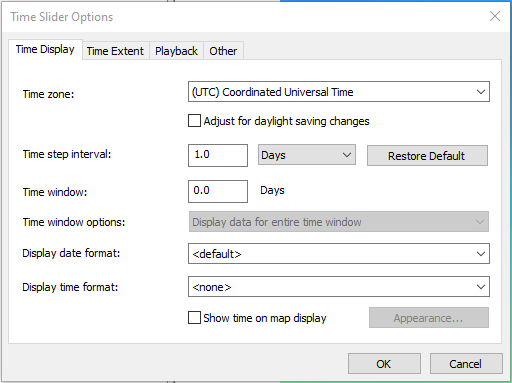 Time Slider Options
Time Display Time Extent Playback Other
Time zone: (UTC) Coordinated Universal Time
Adjust for daylight saving changes
Time step interval: 1.0 Days Restore Default
Time window: 0.0 Days
Time window options: Display data for entire time window
Display date format: <default>
Display time format: <none>
Show time on map display Appearance...
OK Cancel